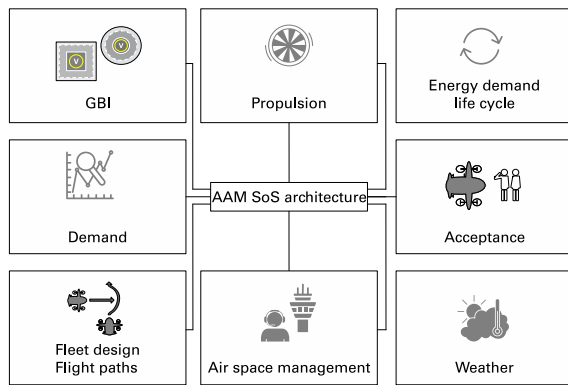 V
V
GBI
Propulsion
Energy demand
life cycle
Demand
AAM SoS architecture
Acceptance
Fleet design
Flight paths
Air space management
Weather